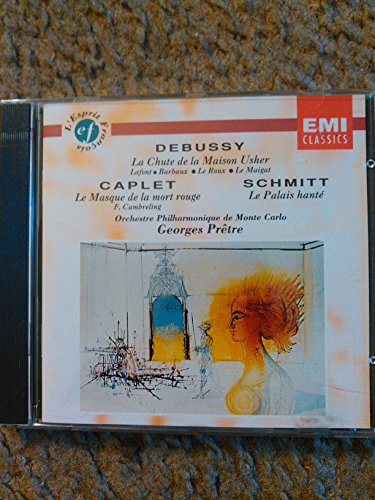 L'Esprit Français
ef
EMI
CLASSICS
DEBUSSY
La Chute de la Maison Usher
Lafont • Barbaux • Le Roux • Le Maigat
CAPLET SCHMITT
Le Masque de la mort rouge Le Palais hanté
F. Cambreling
Orchestre Philharmonique de Monte Carlo
Georges Prêtre